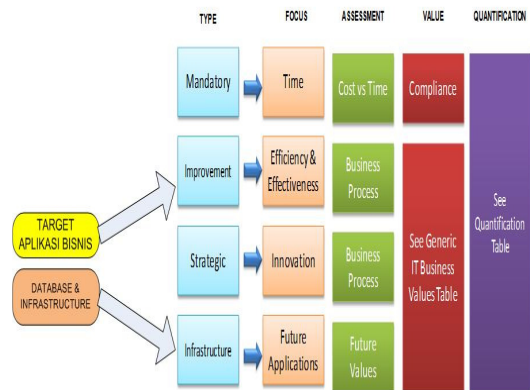 TYPE
FOCUS
ASSESSMENT
VALUE
QUANTIFICATION
Mandatory
Time
Cost vs Time
Compliance
Improvement
Efficiency &
Effectiveness
Business
Process
See Generic
IT Business
Values Table
See
Quantification
Table
TARGET
APLIKASI BISNIS
Strategic
Innovation
Business
Process
DATABASE &
INFRASTRUCTURE
Infrastructure
Future
Applications
Future
Values